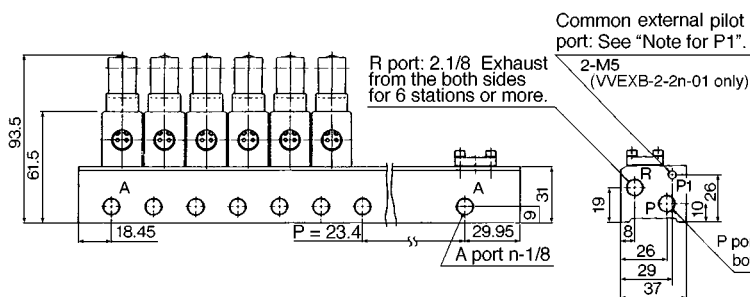 Common external pilot
port: See “Note for P1”.
2-M5
(VVEXB-2-2n-01 only)
R port: 2.1/8 Exhaust
from the both sides
for 6 stations or more.
93.5
61.5
A
A
31
9
18.45
P = 23.4
29.95
A port n-1/8
R
P1
P
19
10
26
8
26
29
37
P por
bo